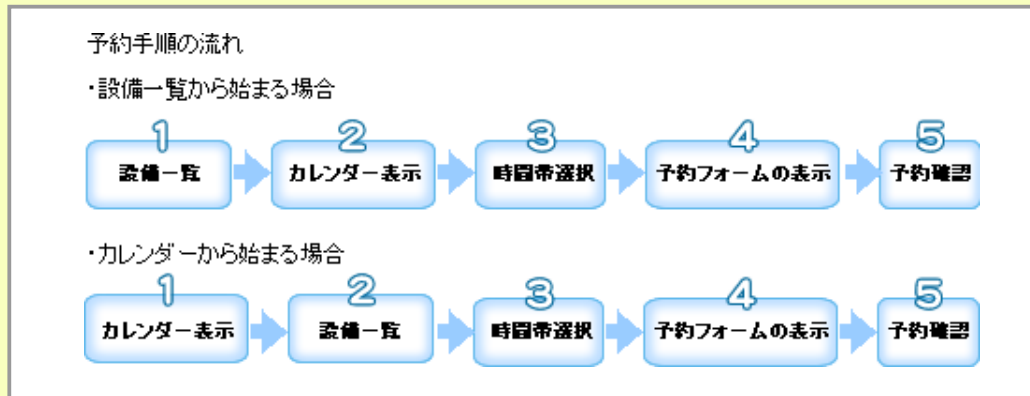 予約手順の流れ
・設備一覧から始まる場合
1 2 3 4 5
設備一覧 カレンダー表示 時間帯選択 予約フォームの表示 予約確認
・カレンダーから始まる場合
1 2 3 4 5
カレンダー表示 設備一覧 時間帯選択 予約フォームの表示 予約確認